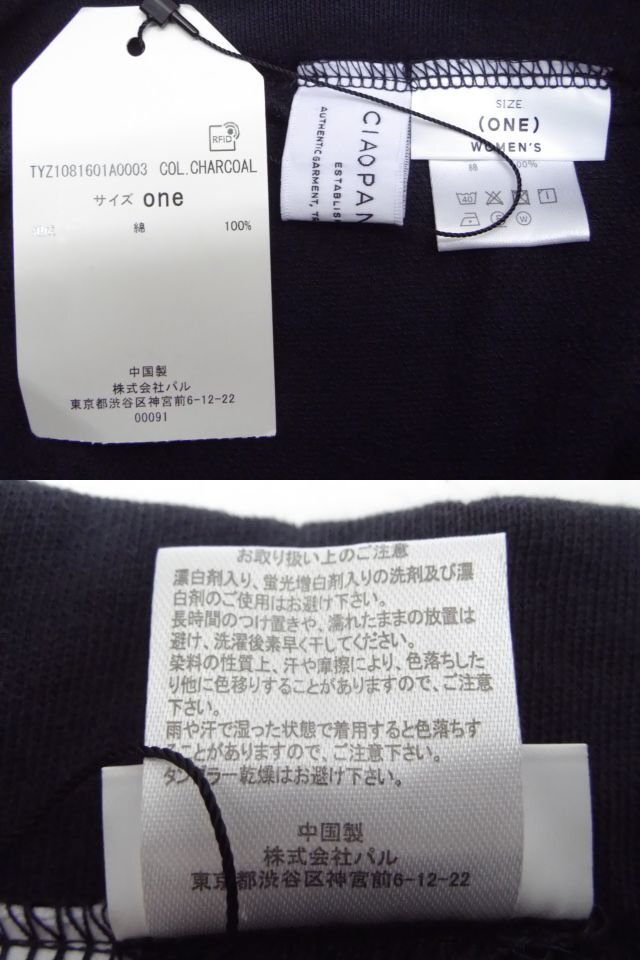 RFID
TYZ1081601A0003 COL.CHARCOAL
サイズ one
綿 100%
中国製
株式会社パル
東京都渋谷区神宮前6-12-22
00091
CIAOPAN
ESTABLIS
AUTHENTIC GARMENT, TR
SIZE
(ONE)
WOMEN'S
綿 100%
40
W
お取り扱い上のご注意
漂白剤入り、蛍光増白剤入りの洗剤及び漂
白剤のご使用はお避け下さい。
長時間のつけ置きや、濡れたままの放置は
避け、洗濯後素早く干してください。
染料の性質上、汗や摩擦により、色落ちした
り他に色移りすることがありますので、ご注意
下さい。
雨や汗で湿った状態で着用すると色落ちす
ることがありますので、ご注意下さい。
タンブラー乾燥はお避け下さい。
中国製
株式会社パル
東京都渋谷区神宮前6-12-22